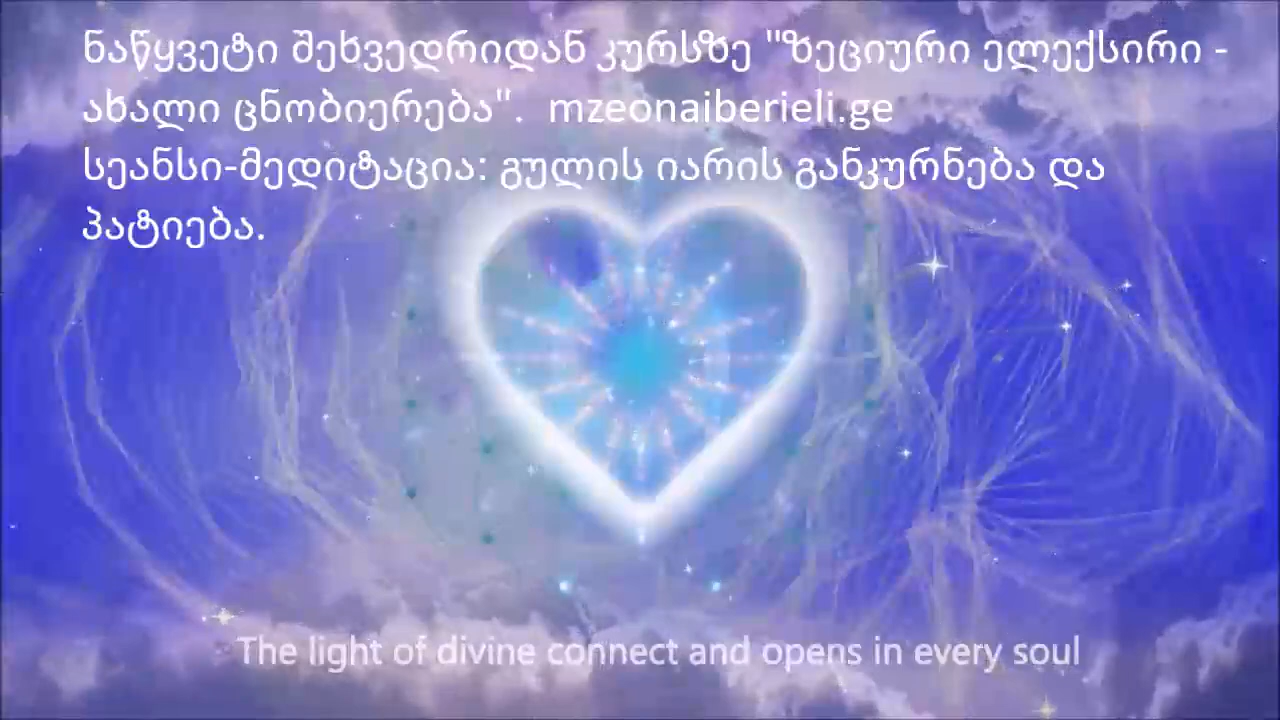 ნაწყვეტი შეხვედრიდან კურსზე "ზეციური ელექსირი -
ახალი ცნობიერება".  mzeonaiberieli.ge
სეანსი-მედიტაცია: გულის იარის განკურნება და
პატიება.
The light of divine connect and opens in every soul